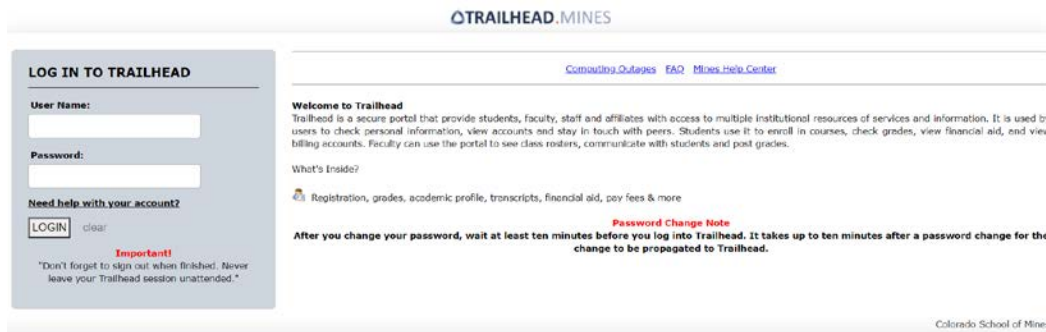 TRAILHEAD.MINES
LOG IN TO TRAILHEAD
User Name:
Password:
Need help with your account?
LOGIN clear
Important!
"Don't forget to sign out when finished. Never
leave your Trailhead session unattended."
Computing Outages FAQ Mines Help Center
Welcome to Trailhead
Trailhead is a secure portal that provide students, faculty, staff and affiliates with access to multiple institutional resources of services and information. It is used by
users to check personal information, view accounts and stay in touch with peers. Students use it to enroll in courses, check grades, view financial aid, and view
billing accounts. Faculty can use the portal to see class rosters, communicate with students and post grades.
What's Inside?
Registration, grades, academic profile, transcripts, financial aid, pay fees & more
Password Change Note
After you change your password, wait at least ten minutes before you log into Trailhead. It takes up to ten minutes after a password change for the
change to be propagated to Trailhead.
Colorado School of Mine